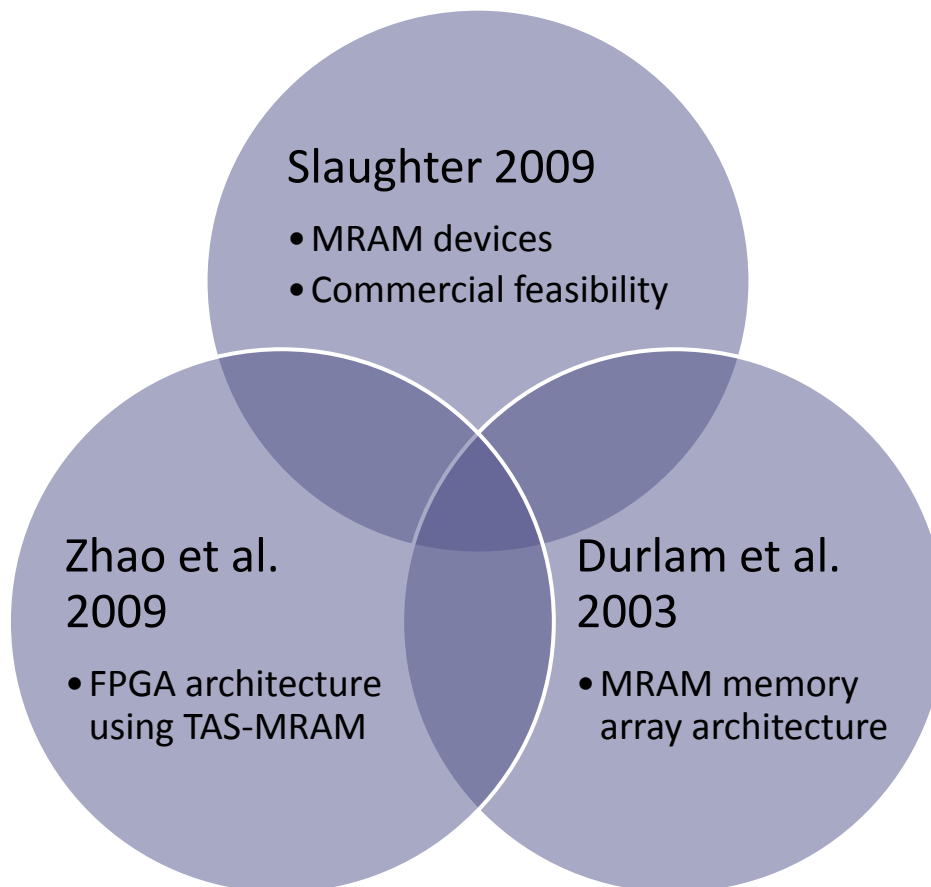 Slaughter 2009
• MRAM devices
• Commercial feasibility
Zhao et al.
2009
• FPGA architecture
using TAS-MRAM
Durlam et al.
2003
• MRAM memory
array architecture